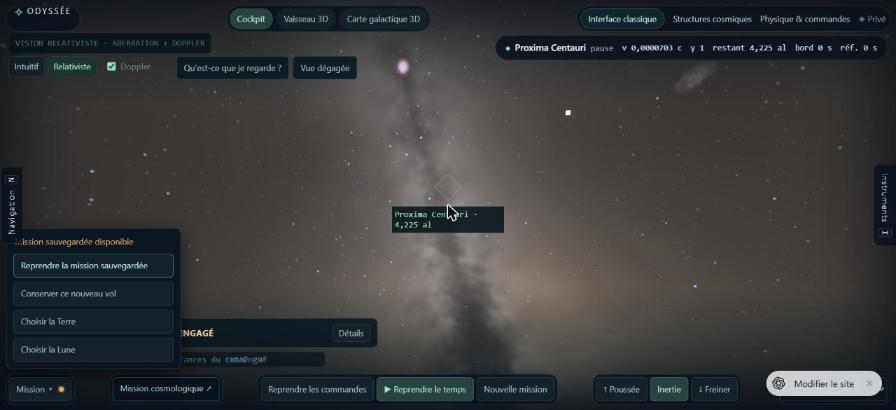 ODYSSÉE
Cockpit Vaisseau 3D Carte galactique 3D
Interface classique Structures cosmiques Physique & commandes Privé
VISION RELATIVISTE · ABERRATION + DOPPLER
Proxima Centauri pause v 0,0000703 c γ 1 restant 4,225 al bord 0 s réf. 0 s
Intuitif Relativiste Doppler Qu'est-ce que je regarde ? Vue dégagée
Navigation N
Instruments I
Proxima Centauri ·
4,225 al
Mission sauvegardée disponible
Reprendre la mission sauvegardée
Conserver ce nouveau vol
Choisir la Terre
Choisir la Lune
ENGAGÉ Détails
du
Mission Mission cosmologique ↗ Reprendre les commandes ▶ Reprendre le temps Nouvelle mission ↑ Poussée Inertie ↓ Freiner
Modifier le site ×